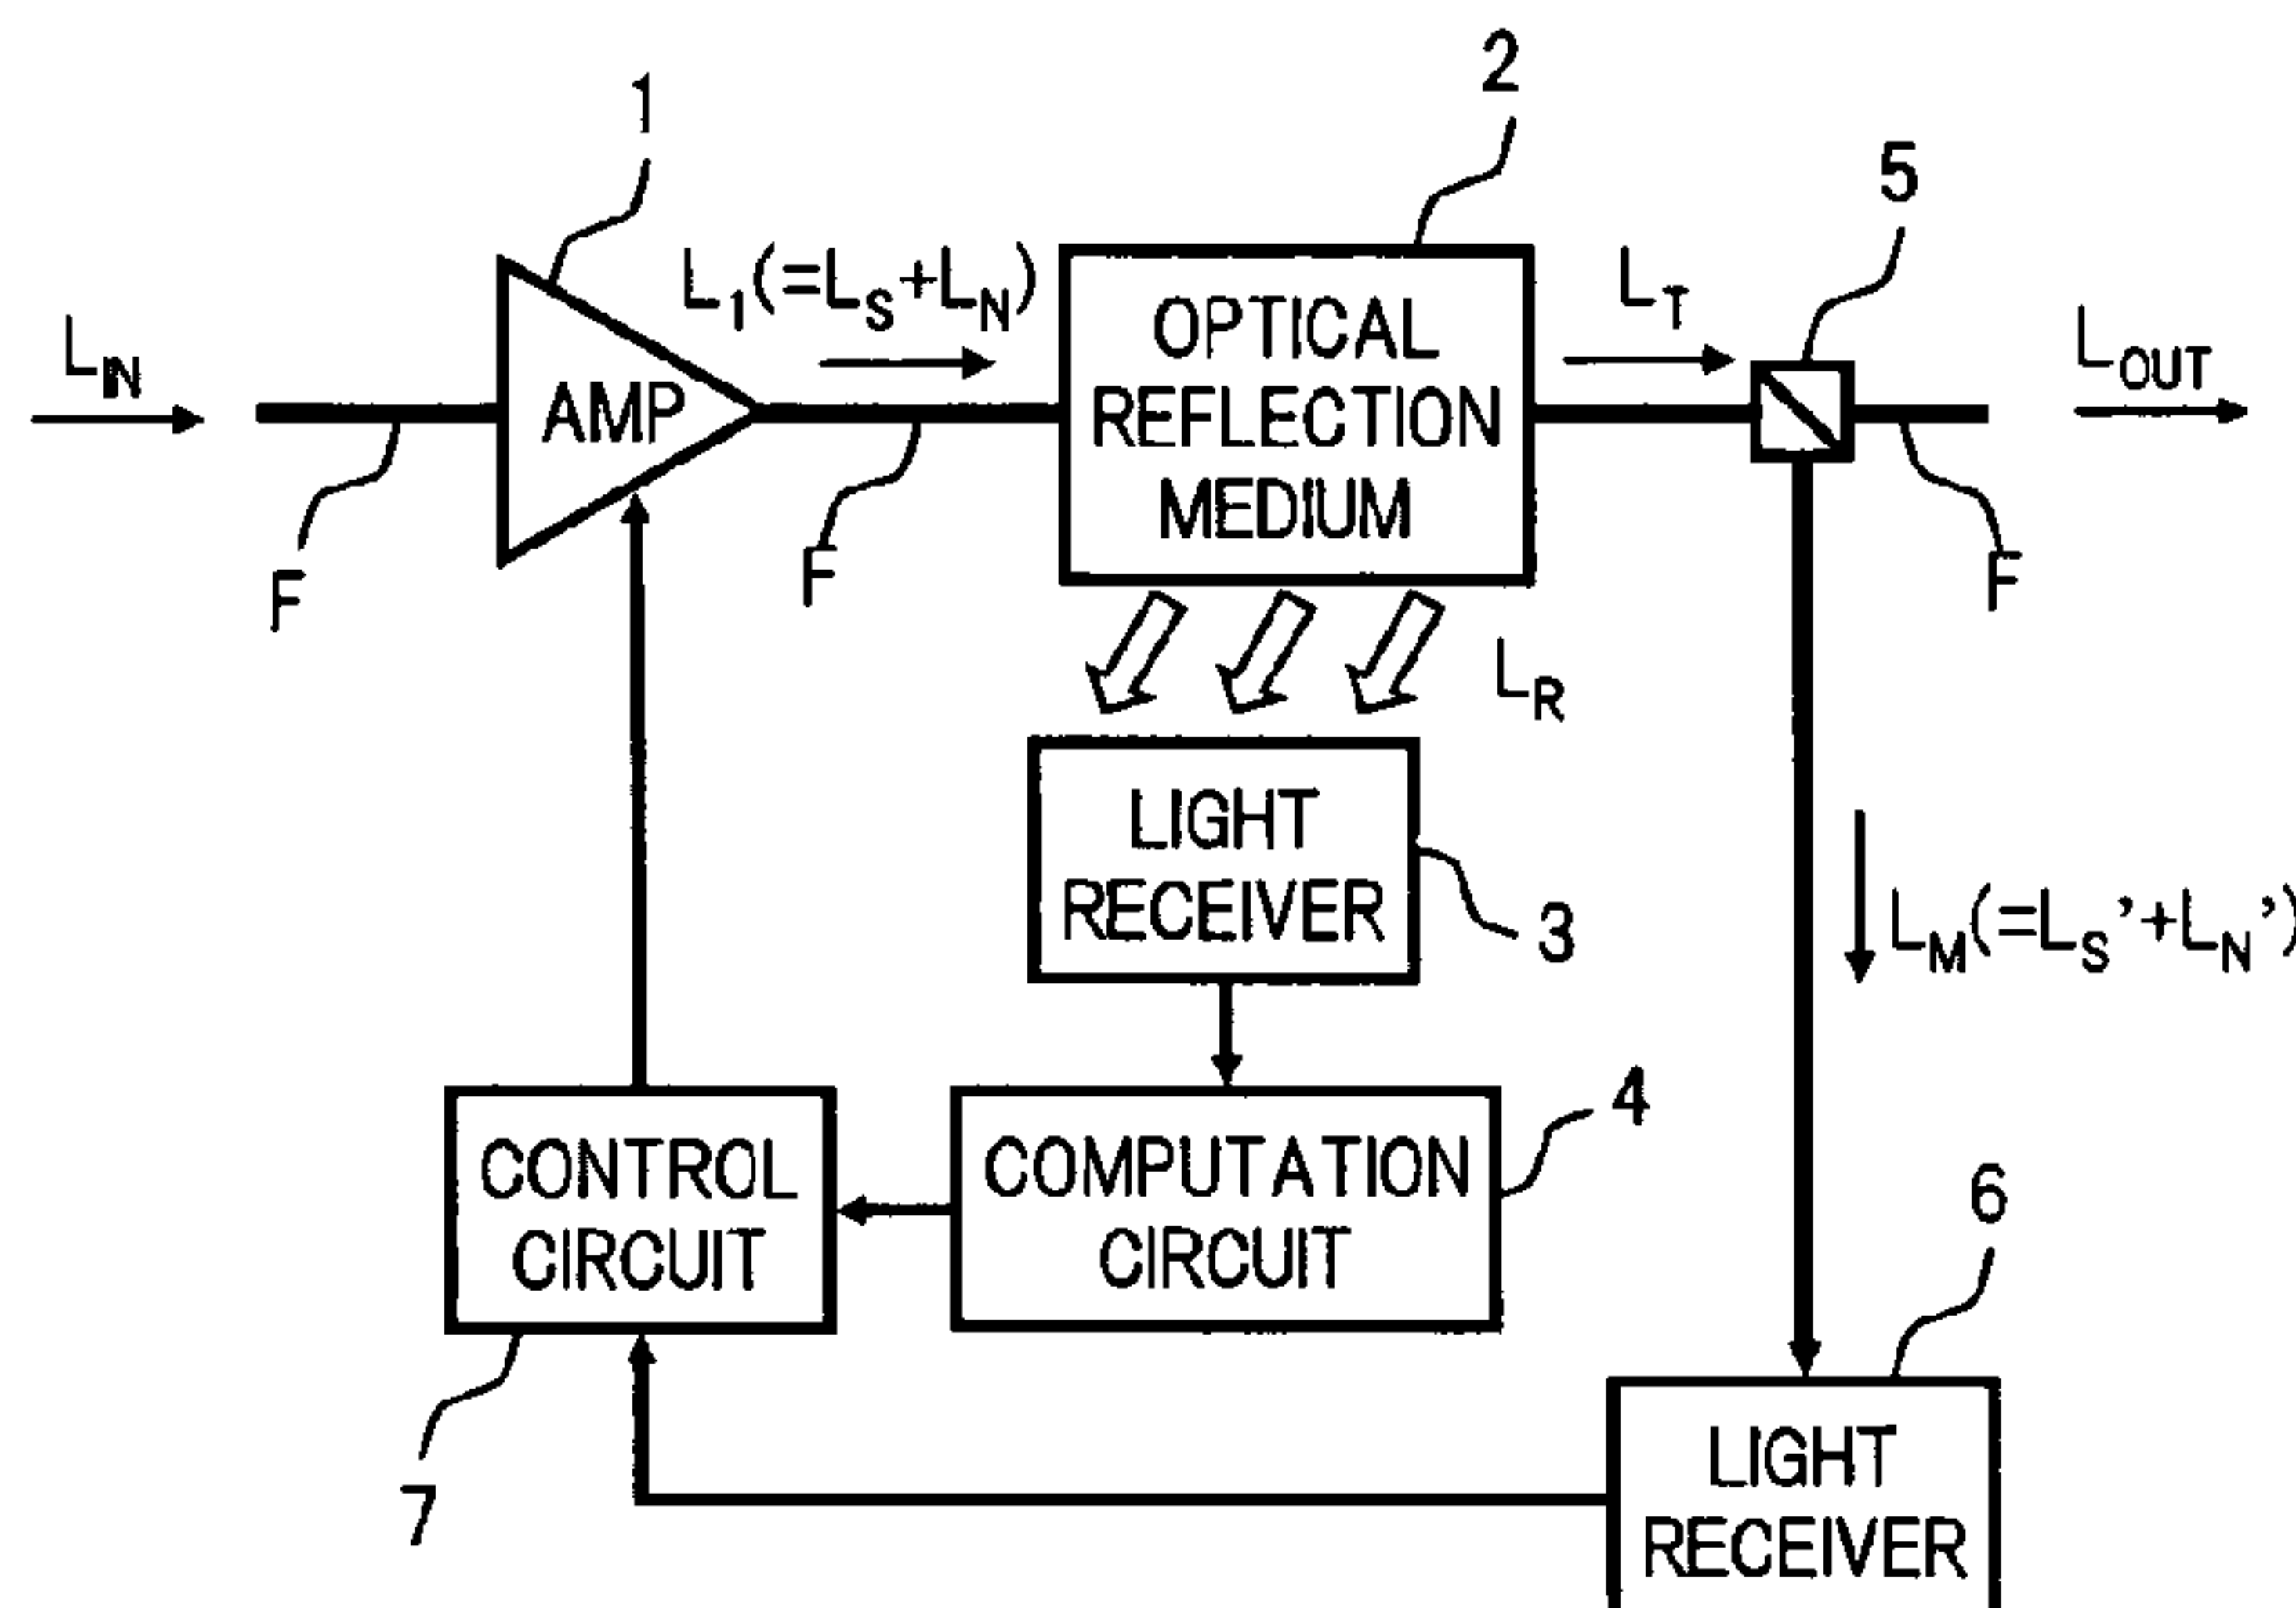 2
1
5
L₁(=L_S+L_N)
L_T
L_OUT
L_IN
OPTICAL
REFLECTION
MEDIUM
AMP
F
F
F
L_R
LIGHT
RECEIVER
3
L_M(=L_S'+L_N')
4
CONTROL
CIRCUIT
COMPUTATION
CIRCUIT
6
7
LIGHT
RECEIVER